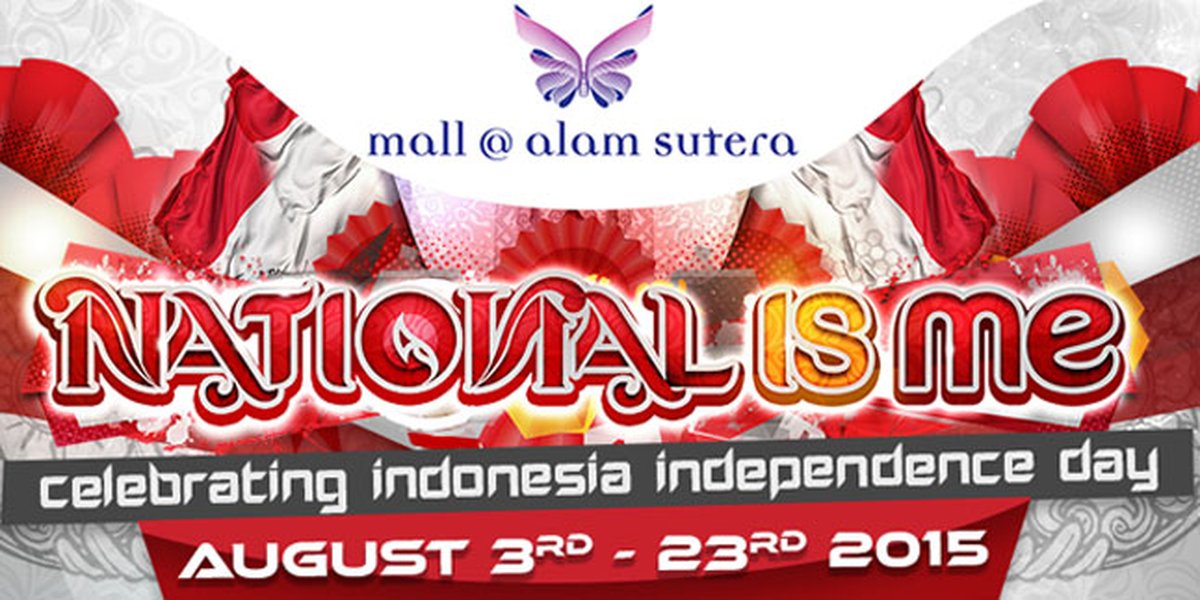 mall @ alam sutera
NATIONAL IS ME
celebrating indonesia independence day
AUGUST 3RD - 23RD 2015